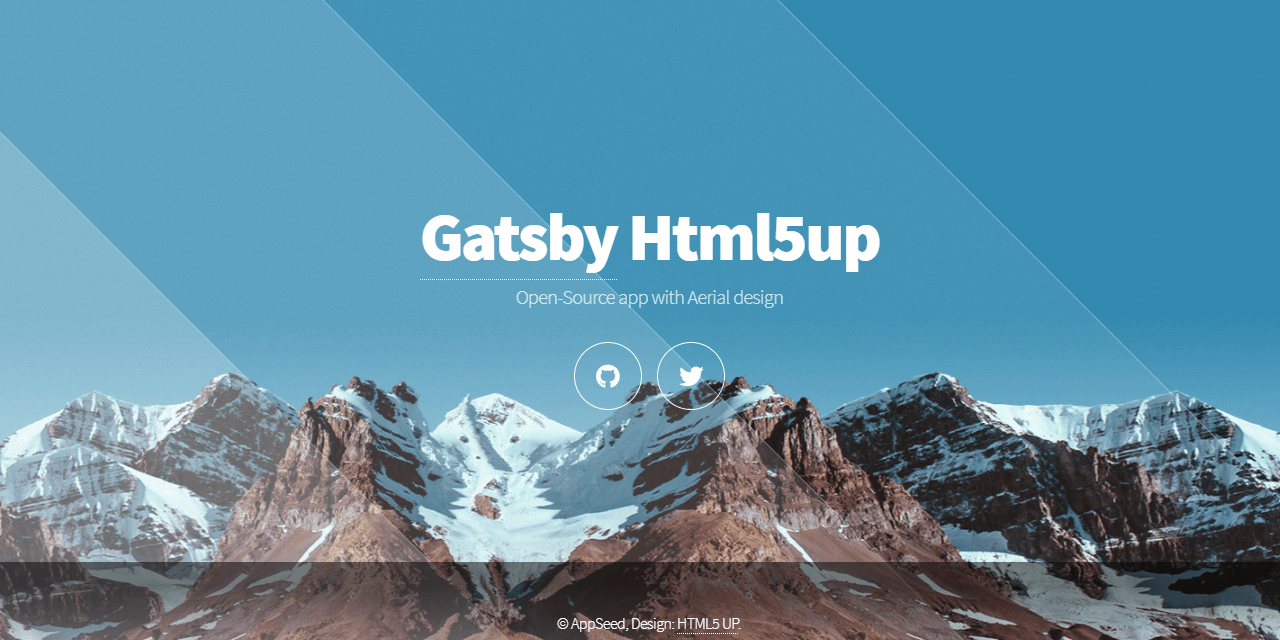 Gatsby Html5up
Open-Source app with Aerial design
© AppSeed, Design: HTML5 UP.